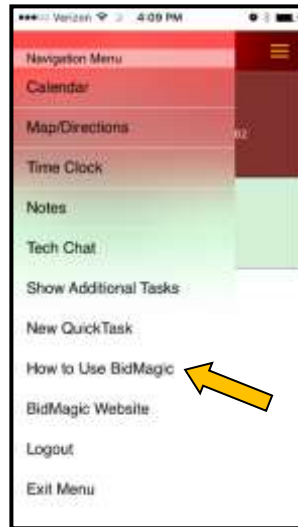 Verizon 4:09 PM
Navigation Menu
Calendar
Map/Directions
02
Time Clock
Notes
Tech Chat
Show Additional Tasks
New QuickTask
How to Use BidMagic
BidMagic Website
Logout
Exit Menu